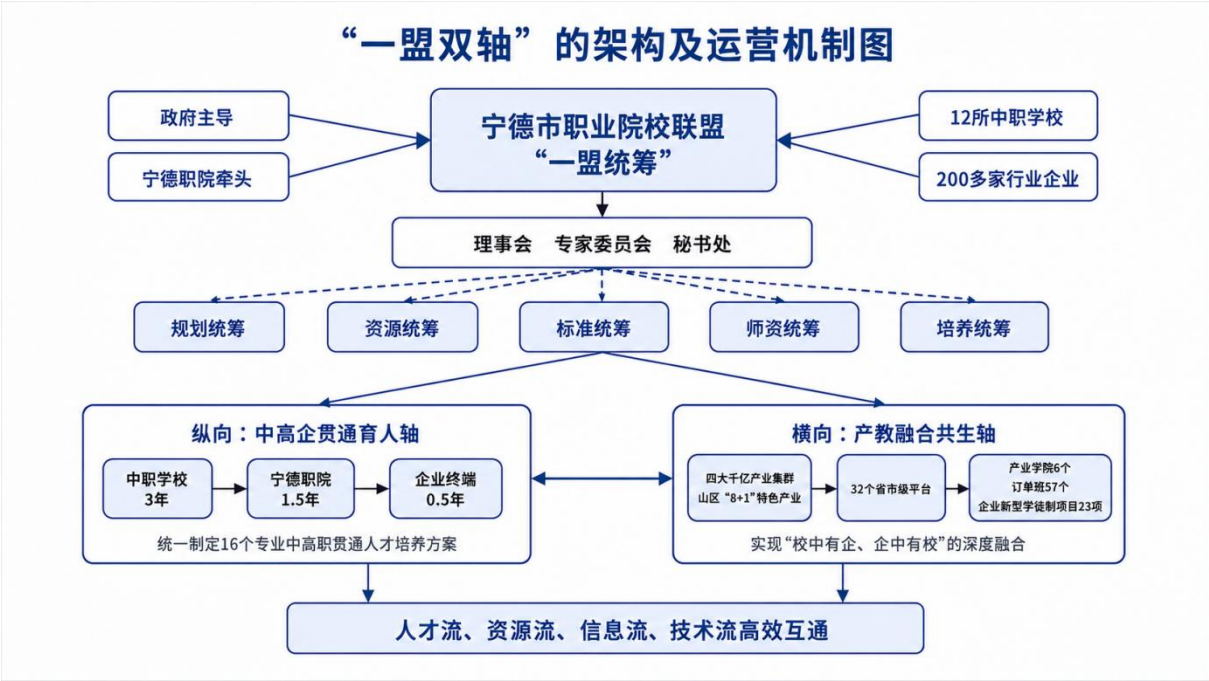 “一盟双轴”的架构及运营机制图
政府主导
宁德职院牵头
宁德市职业院校联盟
“一盟统筹”
12所中职学校
200多家行业企业
理事会 专家委员会 秘书处
规划统筹
资源统筹
标准统筹
师资统筹
培养统筹
纵向：中高企贯通育人轴
中职学校
3年
宁德职院
1.5年
企业终端
0.5年
统一制定16个专业中高职贯通人才培养方案
横向：产教融合共生轴
四大千亿产业集群
山区“8+1”特色产业
32个省市级平台
产业学院6个
订单班57个
企业新型学徒制项目23项
实现“校中有企、企中有校”的深度融合
人才流、资源流、信息流、技术流高效互通